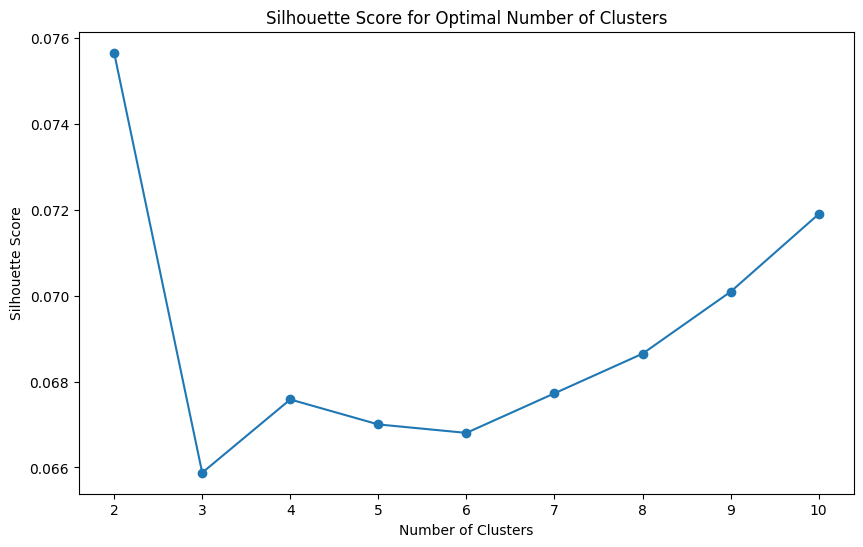 Silhouette Score for Optimal Number of Clusters
0.076
0.074
0.072
0.070
0.068
0.066
Silhouette Score
2 3 4 5 6 7 8 9 10
Number of Clusters